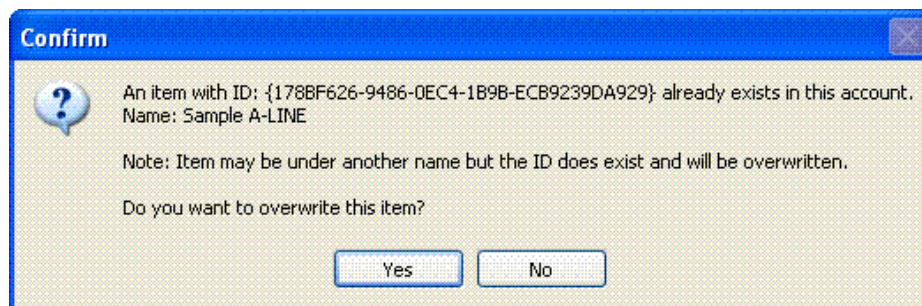 Confirm
An item with ID: {178BF626-9486-0EC4-1B9B-ECB9239DA929} already exists in this account.
Name: Sample A-LINE
Note: Item may be under another name but the ID does exist and will be overwritten.
Do you want to overwrite this item?
Yes No